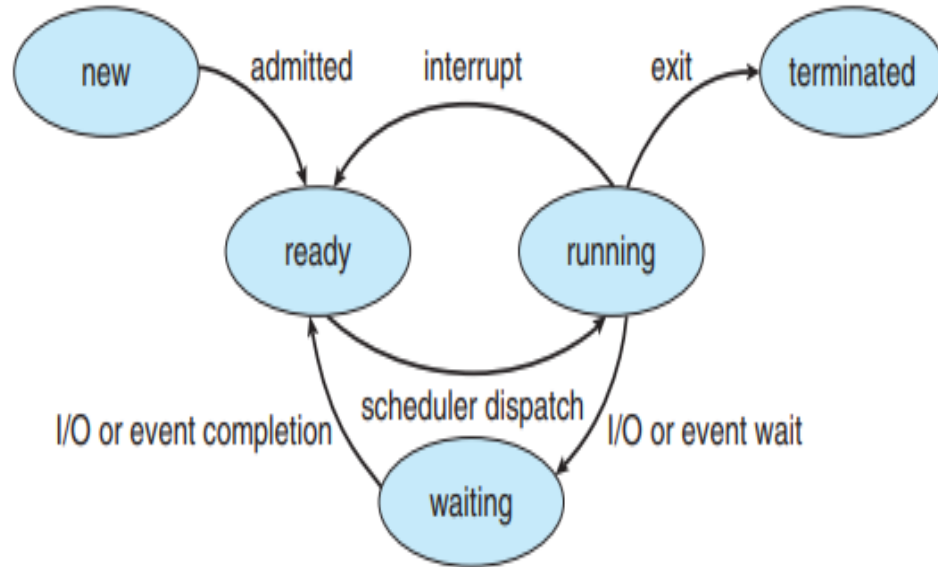 new
admitted
interrupt
exit
terminated
ready
running
scheduler dispatch
I/O or event completion
I/O or event wait
waiting